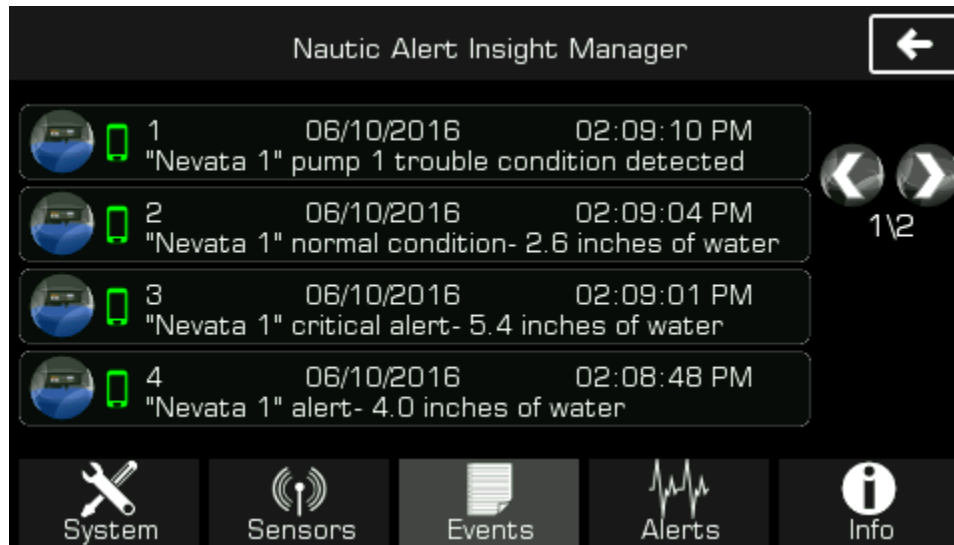 Nautic Alert Insight Manager
1 06/10/2016 02:09:10 PM
"Nevata 1" pump 1 trouble condition detected
2 06/10/2016 02:09:04 PM
"Nevata 1" normal condition- 2.6 inches of water
1\2
3 06/10/2016 02:09:01 PM
"Nevata 1" critical alert- 5.4 inches of water
4 06/10/2016 02:08:48 PM
"Nevata 1" alert- 4.0 inches of water
System Sensors Events Alerts Info